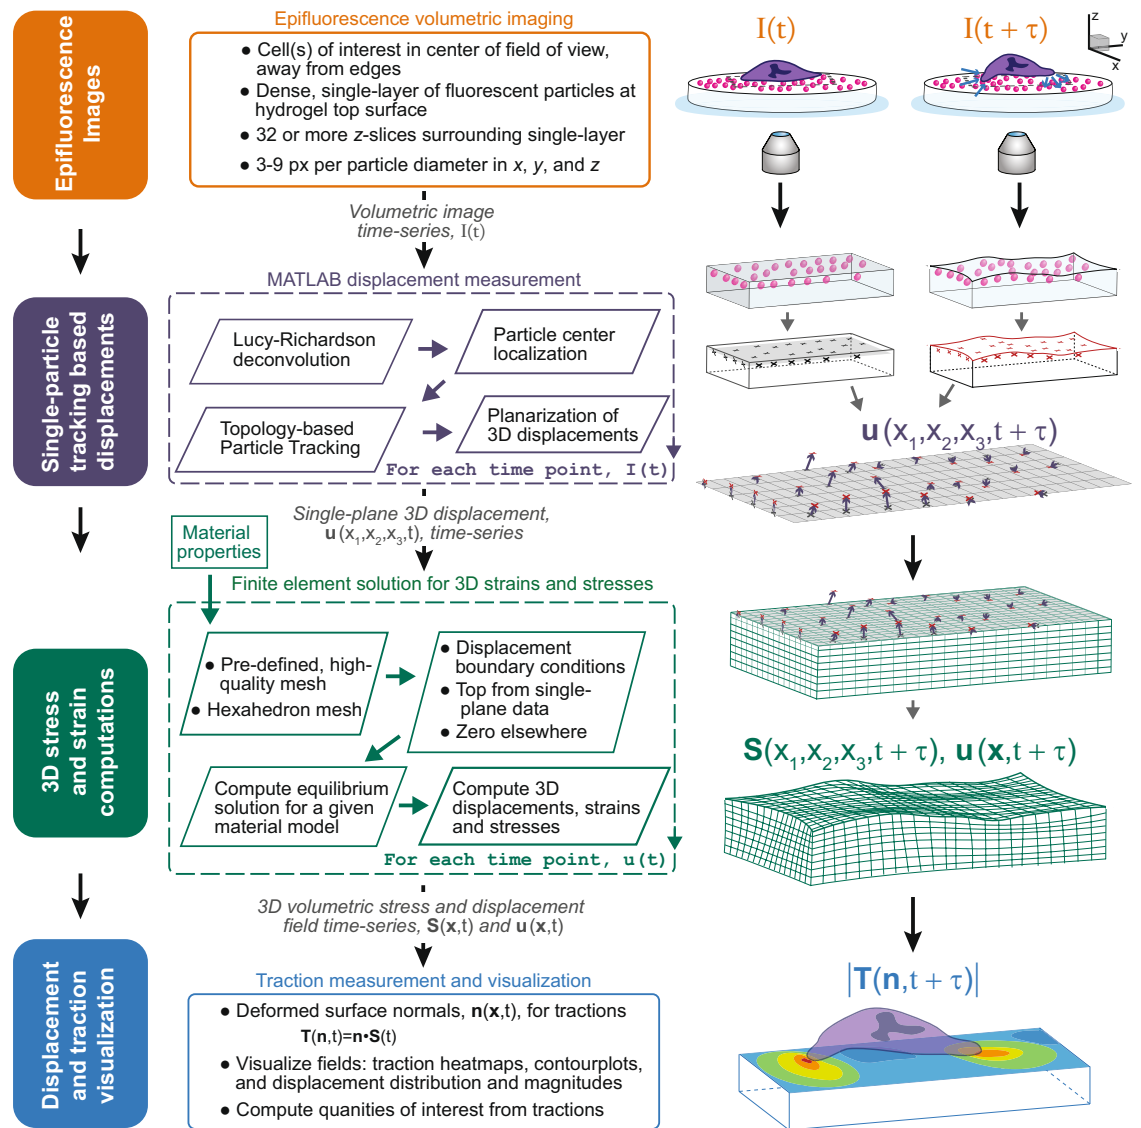 Epifluorescence
Images
Epifluorescence volumetric imaging
● Cell(s) of interest in center of field of view,
away from edges
● Dense, single-layer of fluorescent particles at
hydrogel top surface
● 32 or more z-slices surrounding single-layer
● 3-9 px per particle diameter in x, y, and z
I(t)
I(t + τ)
z
y
x
Volumetric image
time-series, I(t)
Single-particle
tracking based
displacements
MATLAB displacement measurement
Lucy-Richardson
deconvolution
Particle center
localization
Topology-based
Particle Tracking
Planarization of
3D displacements
For each time point, I(t)
u(x₁,x₂,x₃,t + τ)
Single-plane 3D displacement,
u(x₁,x₂,x₃,t), time-series
Material
properties
3D stress
and strain
computations
Finite element solution for 3D strains and stresses
● Pre-defined, high-
quality mesh
● Hexahedron mesh
● Displacement
boundary conditions
● Top from single-
plane data
● Zero elsewhere
Compute equilibrium
solution for a given
material model
Compute 3D
displacements, strains
and stresses
For each time point, u(t)
S(x₁,x₂,x₃,t + τ), u(x,t + τ)
3D volumetric stress and displacement
field time-series, S(x,t) and u(x,t)
Displacement
and traction
visualization
Traction measurement and visualization
● Deformed surface normals, n(x,t), for tractions
T(n,t)=n•S(t)
● Visualize fields: traction heatmaps, contourplots,
and displacement distribution and magnitudes
● Compute quanities of interest from tractions
|T(n,t + τ)|